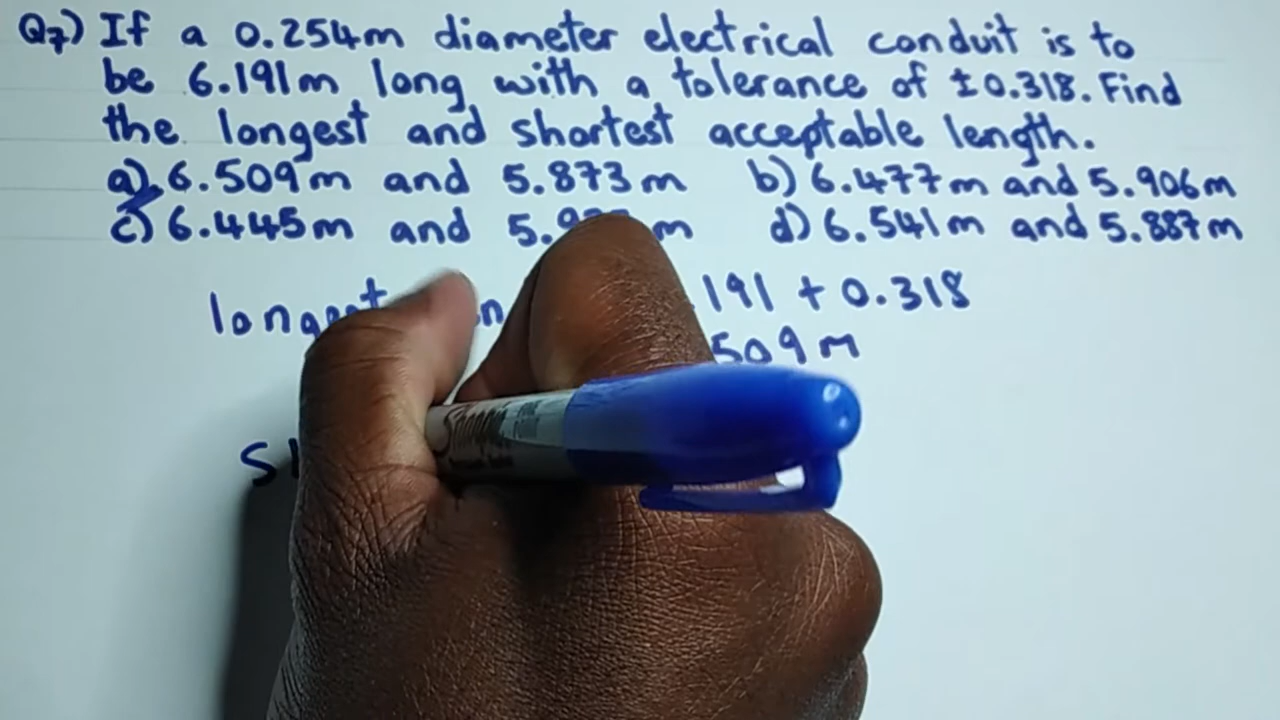 Q7) If a 0.254m diameter electrical conduit is to
be 6.191m long with a tolerance of ±0.318. Find
the longest and shortest acceptable length.
a) 6.509m and 5.873m b) 6.477m and 5.906m
c) 6.445m and m d) 6.541m and 5.887m
191 + 0.318
509m